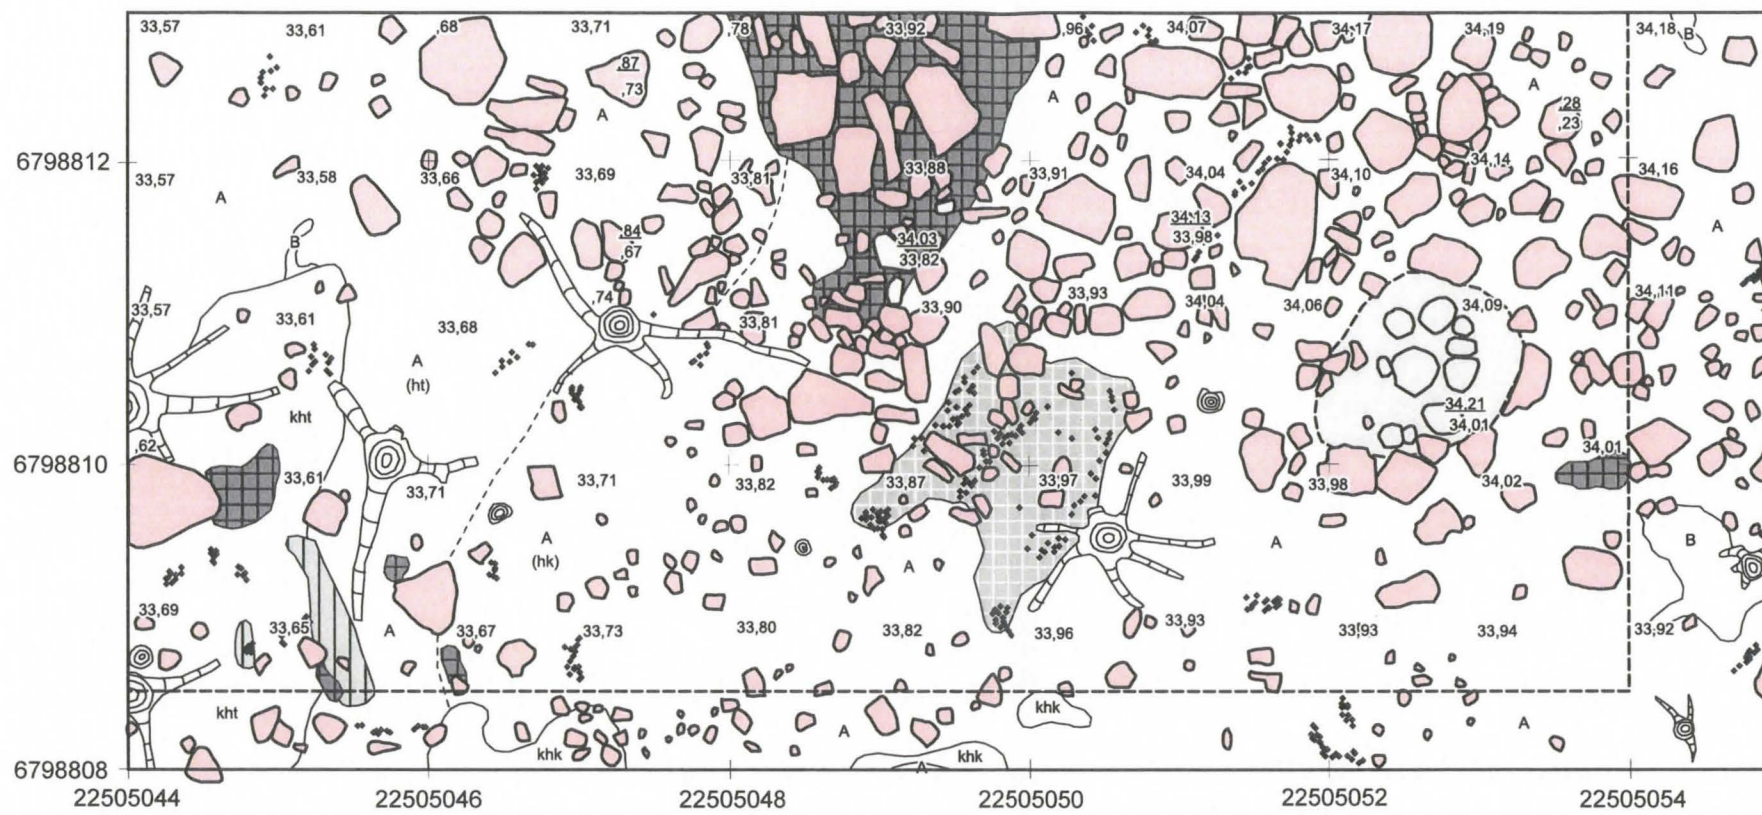 33,57 33,61 ,68 33,71 ,78 33,92 ,96 34,07 34,17 34,19 34,18 B
,87
,73
A A A
,28
,23
6798812 33,57 33,58 33,66 33,69 33,81 33,88 33,91 34,04 34,10 34,14 34,16
A A
,84
,67
34,03
33,82
34,13
33,98
B
33,57 33,61 33,68 ,74 33,81 33,90 33,93 34,04 34,06 34,09 34,11
A
(ht)
kht
34,21
34,01
,62
6798810 33,61 33,71 33,71 33,82 33,87 33,97 33,99 33,98 34,02 34,01
A
(hk)
A A B
33,69 33,65 A 33,67 33,73 33,80 33,82 33,96 33,93 33,93 33,94 33,92
kht khk A khk A
khk
A
6798808
22505044 22505046 22505048 22505050 22505052 22505054